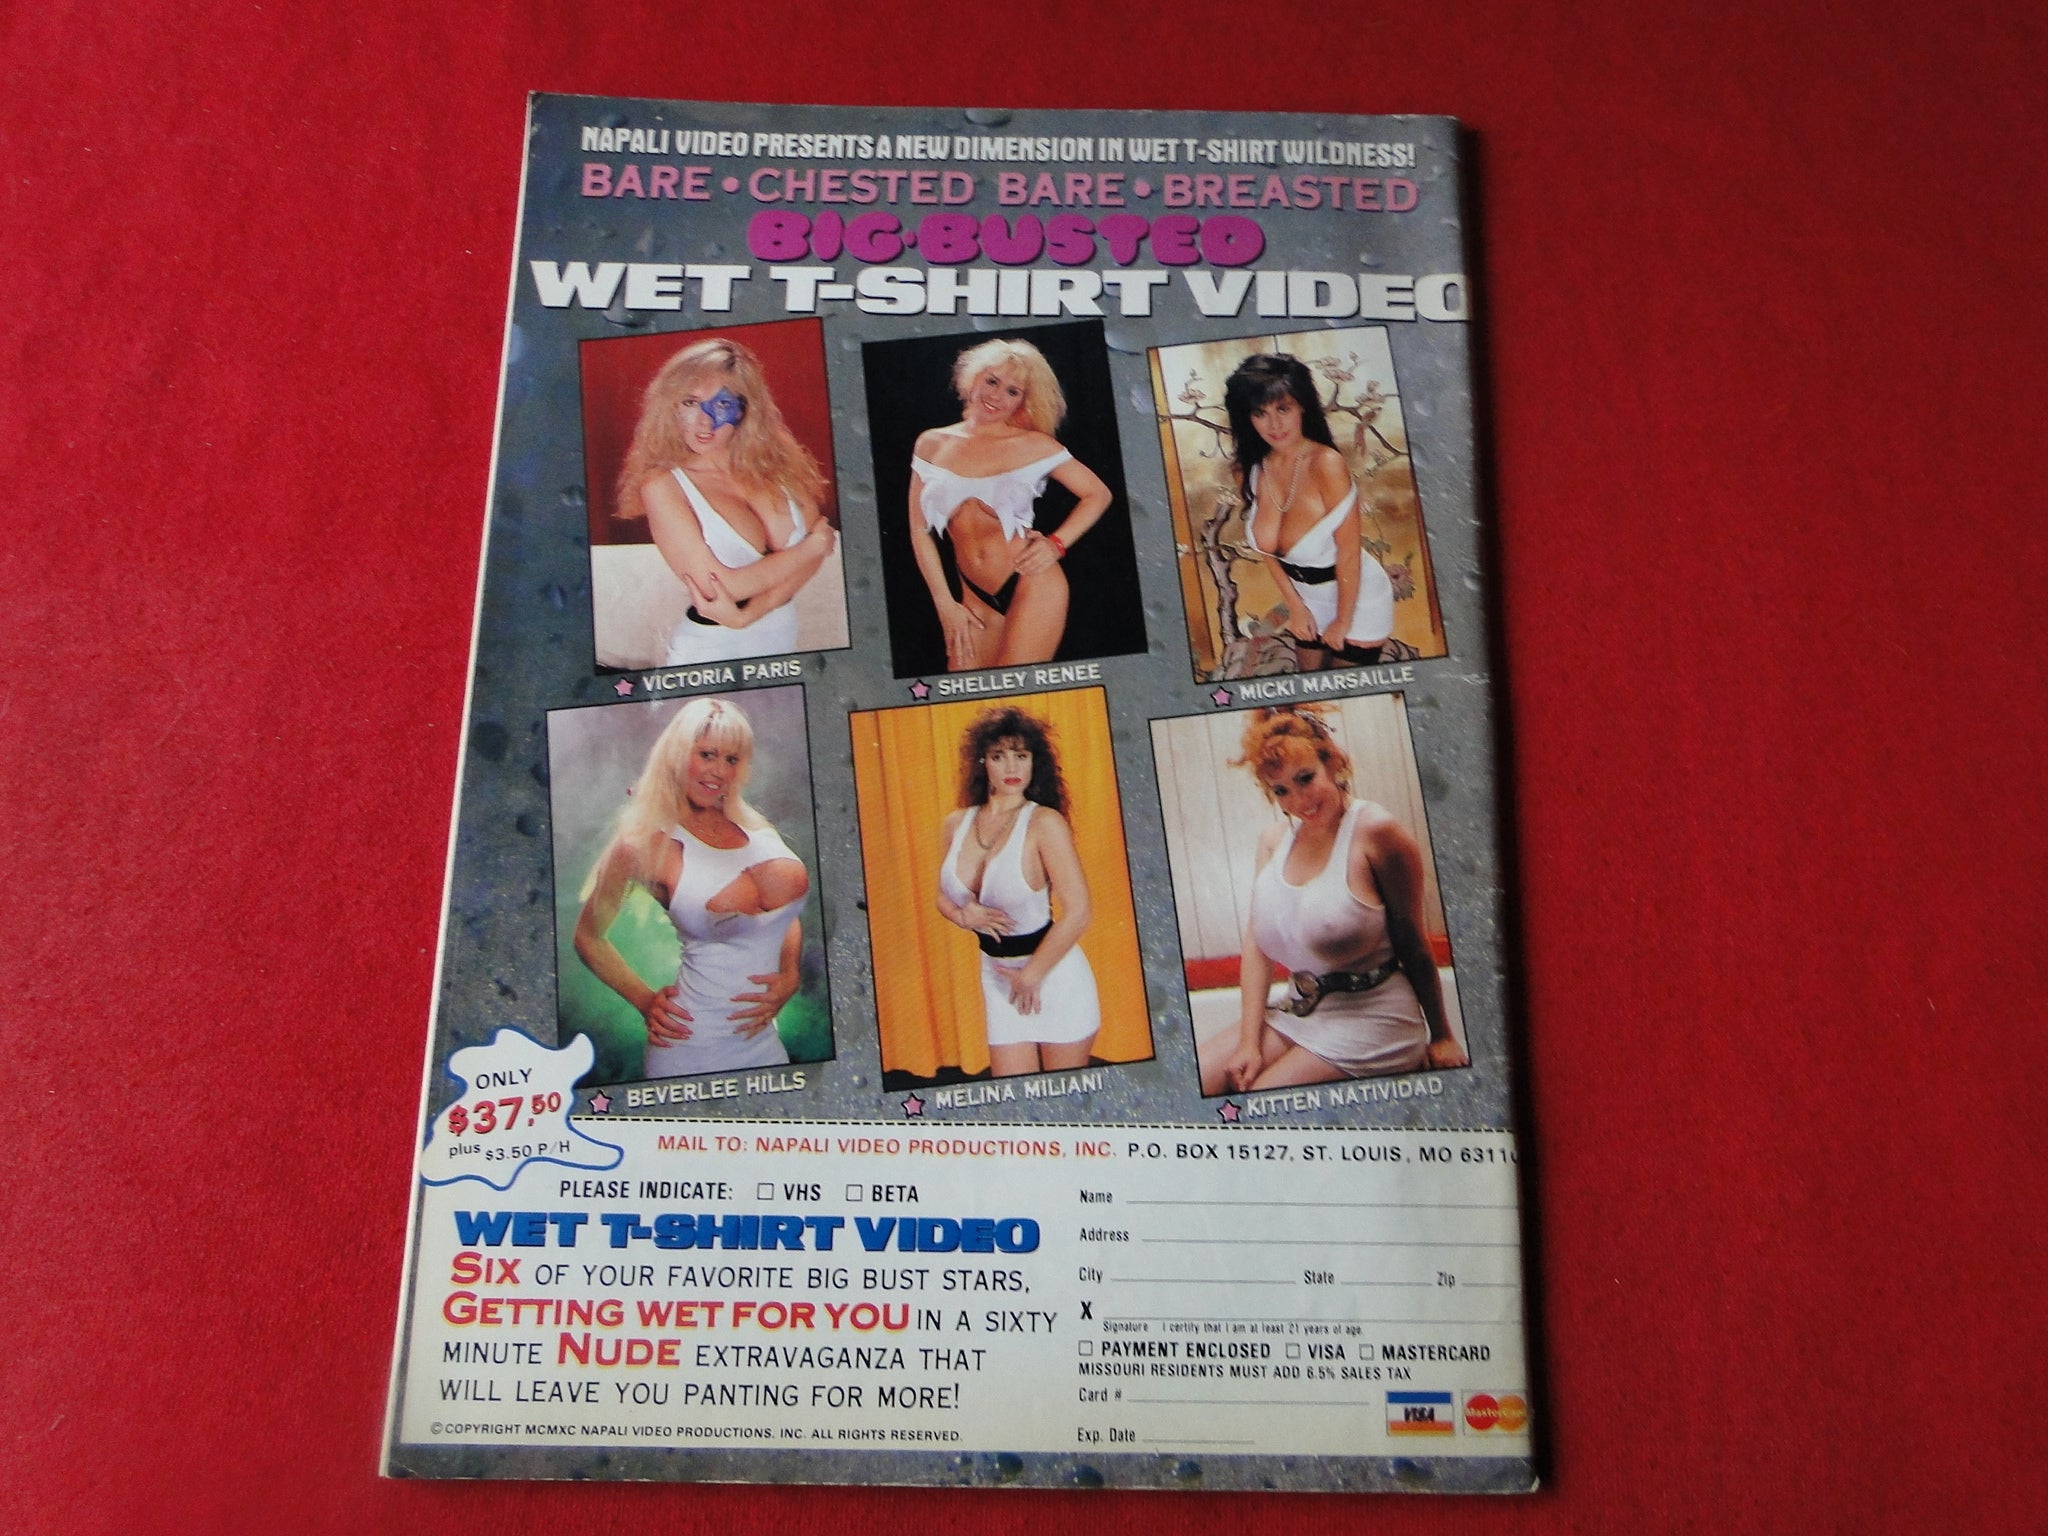 NAPALI VIDEO PRESENTS A NEW DIMENSION IN WET T-SHIRT WILDNESS!
BARE • CHESTED BARE • BREASTED
BIG•BUSTED
WET T-SHIRT VIDEO
VICTORIA PARIS
SHELLEY RENEE
MICKI MARSAILLE
BEVERLEE HILLS
MELINA MILIANI
KITTEN NATIVIDAD
ONLY
$37.50
plus $3.50 P/H
MAIL TO: NAPALI VIDEO PRODUCTIONS, INC. P.O. BOX 15127, ST. LOUIS, MO 63110
PLEASE INDICATE: □ VHS □ BETA
WET T-SHIRT VIDEO
SIX OF YOUR FAVORITE BIG BUST STARS,
GETTING WET FOR YOU IN A SIXTY
MINUTE NUDE EXTRAVAGANZA THAT
WILL LEAVE YOU PANTING FOR MORE!
© COPYRIGHT MCMXC NAPALI VIDEO PRODUCTIONS, INC. ALL RIGHTS RESERVED.
Name
Address
City State Zip
X
Signature I certify that I am at least 21 years of age
□ PAYMENT ENCLOSED □ VISA □ MASTERCARD
MISSOURI RESIDENTS MUST ADD 6.5% SALES TAX
Card #
VISA MasterCard
Exp. Date